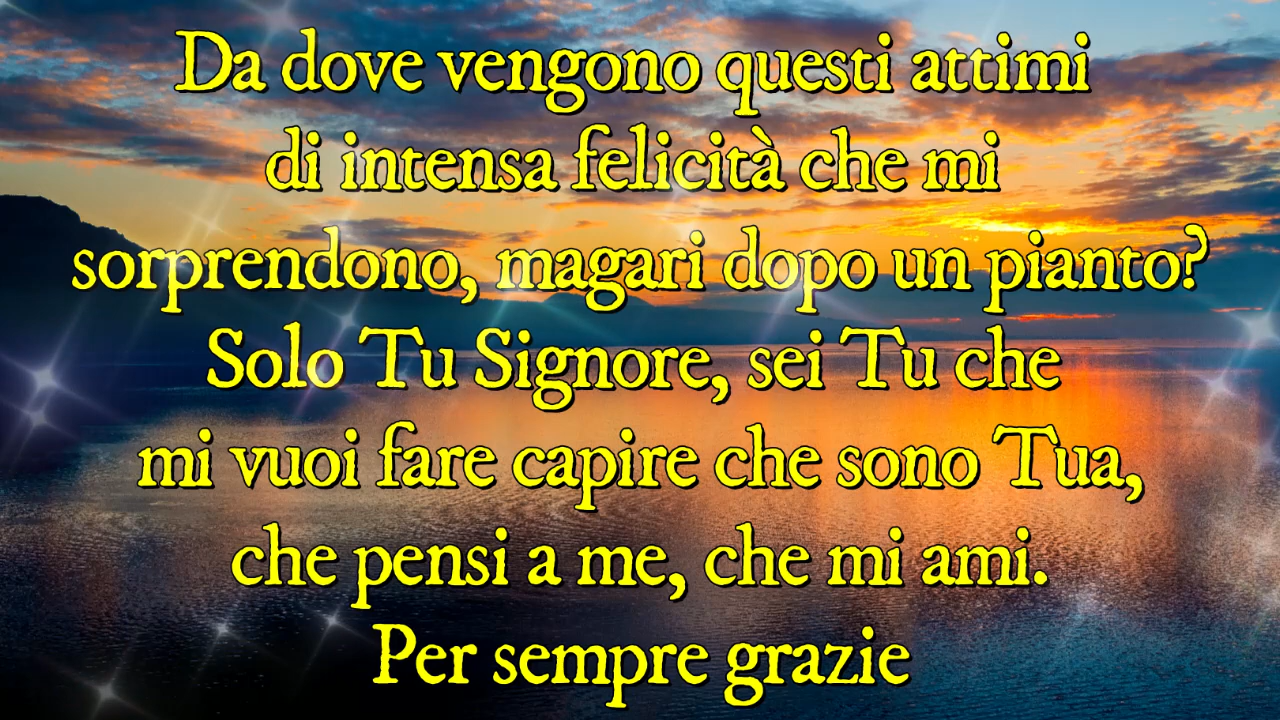 Da dove vengono questi attimi
di intensa felicità che mi
sorprendono, magari dopo un pianto?
Solo Tu Signore, sei Tu che
mi vuoi fare capire che sono Tua,
che pensi a me, che mi ami.
Per sempre grazie